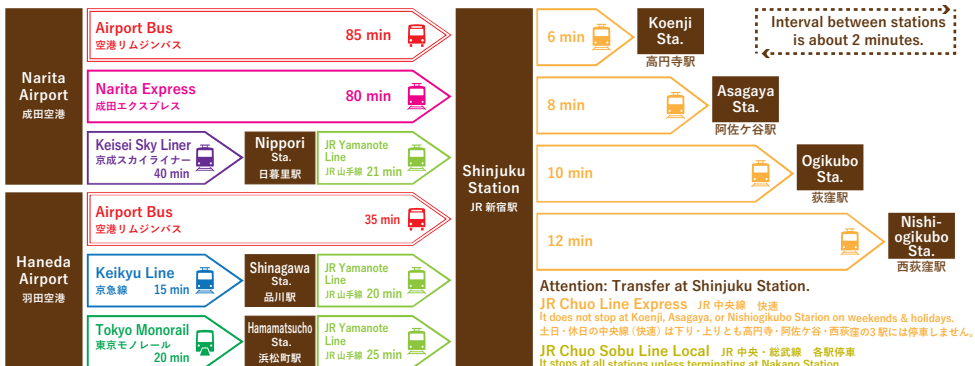 Narita
Airport
成田空港
Airport Bus
空港リムジンバス
85 min
Narita Express
成田エクスプレス
80 min
Keisei Sky Liner
京成スカイライナー
40 min
Nippori
Sta.
日暮里駅
JR Yamanote
Line
JR 山手線 21 min
Haneda
Airport
羽田空港
Airport Bus
空港リムジンバス
35 min
Keikyu Line
京急線 15 min
Shinagawa
Sta.
品川駅
JR Yamanote
Line
JR 山手線 20 min
Tokyo Monorail
東京モノレール
20 min
Hamamatsucho
Sta.
浜松町駅
JR Yamanote
Line
JR 山手線 25 min
Shinjuku
Station
JR 新宿駅
6 min
Koenji
Sta.
高円寺駅
8 min
Asagaya
Sta.
阿佐ケ谷駅
10 min
Ogikubo
Sta.
荻窪駅
12 min
Nishi-
ogikubo
Sta.
西荻窪駅
Interval between stations
is about 2 minutes.
Attention: Transfer at Shinjuku Station.
JR Chuo Line Express JR 中央線 快速
It does not stop at Koenji, Asagaya, or Nishiogikubo Starion on weekends & holidays.
土日・休日の中央線(快速)は下り・上りとも高円寺・阿佐ケ谷・西荻窪の3 駅には停車しません。
JR Chuo Sobu Line Local JR 中央・総武線 各駅停車
It stops at all stations unless terminating at Nakano Station.